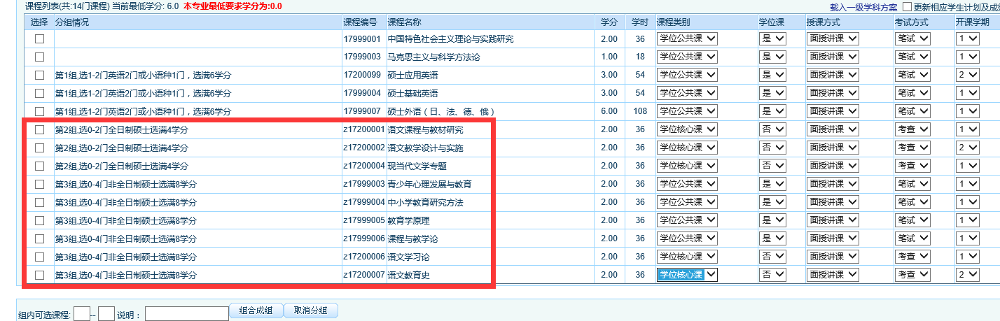 课程列表(共:14门课程) 当前最低学分: 6.0 本专业最低要求学分为:0.0 载入一级学科方案 更新相应学生计划及成
选择 分组情况 课程编号 课程名称 学分 学时 课程类别 学位课 授课方式 考试方式 开课学期
17999001 中国特色社会主义理论与实践研究 2.00 36 学位公共课 是 面授讲课 笔试 1
17999003 马克思主义与科学方法论 1.00 18 学位公共课 是 面授讲课 笔试 1
第1组,选1-2门英语2门或小语种1门，选满6学分 17200099 硕士应用英语 3.00 54 学位公共课 是 面授讲课 笔试 2
第1组,选1-2门英语2门或小语种1门，选满6学分 17999004 硕士基础英语 3.00 54 学位公共课 是 面授讲课 笔试 1
第1组,选1-2门英语2门或小语种1门，选满6学分 17999007 硕士外语（日、法、德、俄） 6.00 108 学位公共课 是 面授讲课 笔试 1
第2组,选0-2门全日制硕士选满4学分 z17200001 语文课程与教材研究 2.00 36 学位核心课 否 面授讲课 考查 1
第2组,选0-2门全日制硕士选满4学分 z17200002 语文教学设计与实施 2.00 36 学位核心课 否 面授讲课 考查 2
第2组,选0-2门全日制硕士选满4学分 z17200004 现当代文学专题 2.00 36 学位核心课 否 面授讲课 考查 1
第3组,选0-4门非全日制硕士选满8学分 z17999003 青少年心理发展与教育 2.00 36 学位公共课 是 面授讲课 笔试 1
第3组,选0-4门非全日制硕士选满8学分 z17999004 中小学教育研究方法 2.00 36 学位公共课 是 面授讲课 笔试 1
第3组,选0-4门非全日制硕士选满8学分 z17999005 教育学原理 2.00 36 学位公共课 是 面授讲课 笔试 1
第3组,选0-4门非全日制硕士选满8学分 z17999006 课程与教学论 2.00 36 学位公共课 是 面授讲课 笔试 1
第3组,选0-4门非全日制硕士选满8学分 z17200006 语文学习论 2.00 36 学位核心课 否 面授讲课 考查 1
第3组,选0-4门非全日制硕士选满8学分 z17200007 语文教育史 2.00 36 学位核心课 否 面授讲课 考查 2
组内可选课程: -- 说明： 组合成组 取消分组